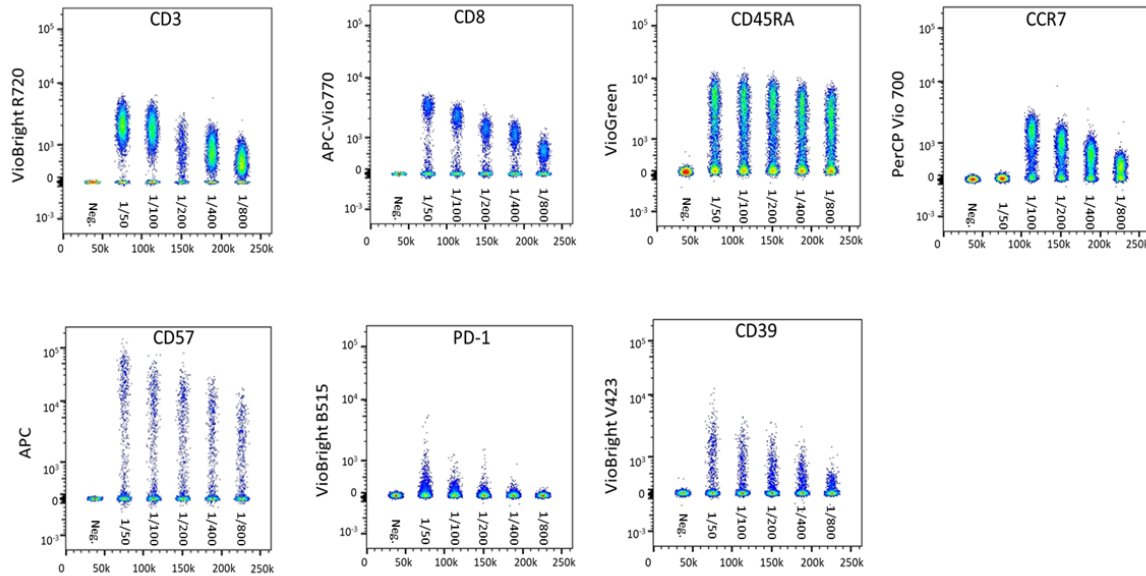 CD3
VioBright R720
10⁵
10⁴
10³
0
10⁻³
Neg.
1/50
1/100
1/200
1/400
1/800
0 50k 100k 150k 200k 250k
CD8
APC-Vio770
10⁵
10⁴
10³
0
10⁻³
Neg.
1/50
1/100
1/200
1/400
1/800
0 50k 100k 150k 200k 250k
CD45RA
VioGreen
10⁵
10⁴
10³
0
10⁻³
Neg.
1/50
1/100
1/200
1/400
1/800
0 50k 100k 150k 200k 250k
CCR7
PerCP Vio 700
10⁵
10⁴
10³
0
10⁻³
Neg.
1/50
1/100
1/200
1/400
1/800
0 50k 100k 150k 200k 250k
CD57
APC
10⁵
10⁴
10³
0
10⁻³
Neg.
1/50
1/100
1/200
1/400
1/800
0 50k 100k 150k 200k 250k
PD-1
VioBright B515
10⁵
10⁴
10³
0
10⁻³
Neg.
1/50
1/100
1/200
1/400
1/800
0 50k 100k 150k 200k 250k
CD39
VioBright V423
10⁵
10⁴
10³
0
10⁻³
Neg.
1/50
1/100
1/200
1/400
1/800
0 50k 100k 150k 200k 250k